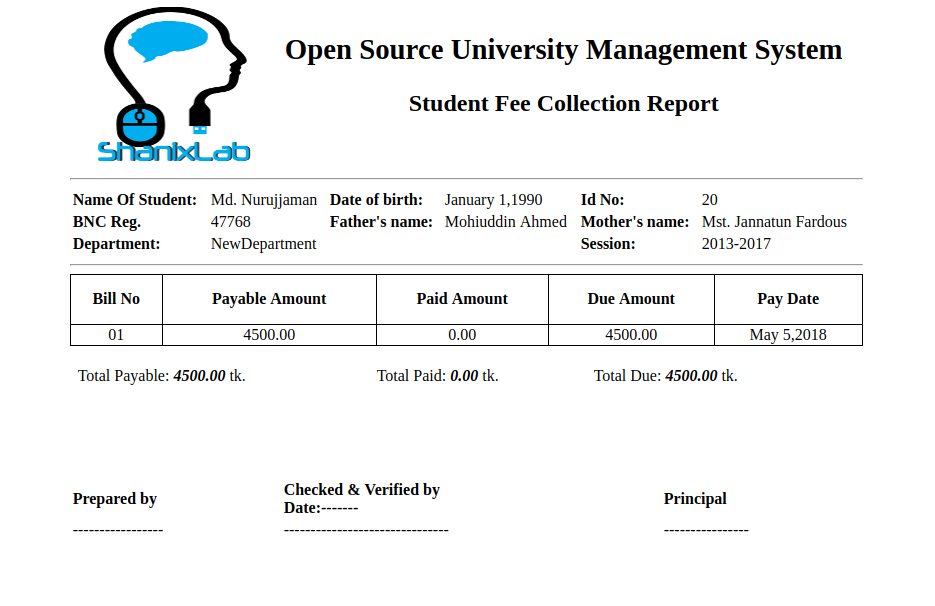 Open Source University Management System
Student Fee Collection Report
ShanixLab
Name Of Student: Md. Nurujjaman Date of birth: January 1,1990 Id No: 20
BNC Reg. 47768 Father's name: Mohiuddin Ahmed Mother's name: Mst. Jannatun Fardous
Department: NewDepartment Session: 2013-2017
Bill No Payable Amount Paid Amount Due Amount Pay Date
01 4500.00 0.00 4500.00 May 5,2018
Total Payable: 4500.00 tk. Total Paid: 0.00 tk. Total Due: 4500.00 tk.
Prepared by Checked & Verified by Principal
Date:-------
----------------- ------------------------------- ----------------